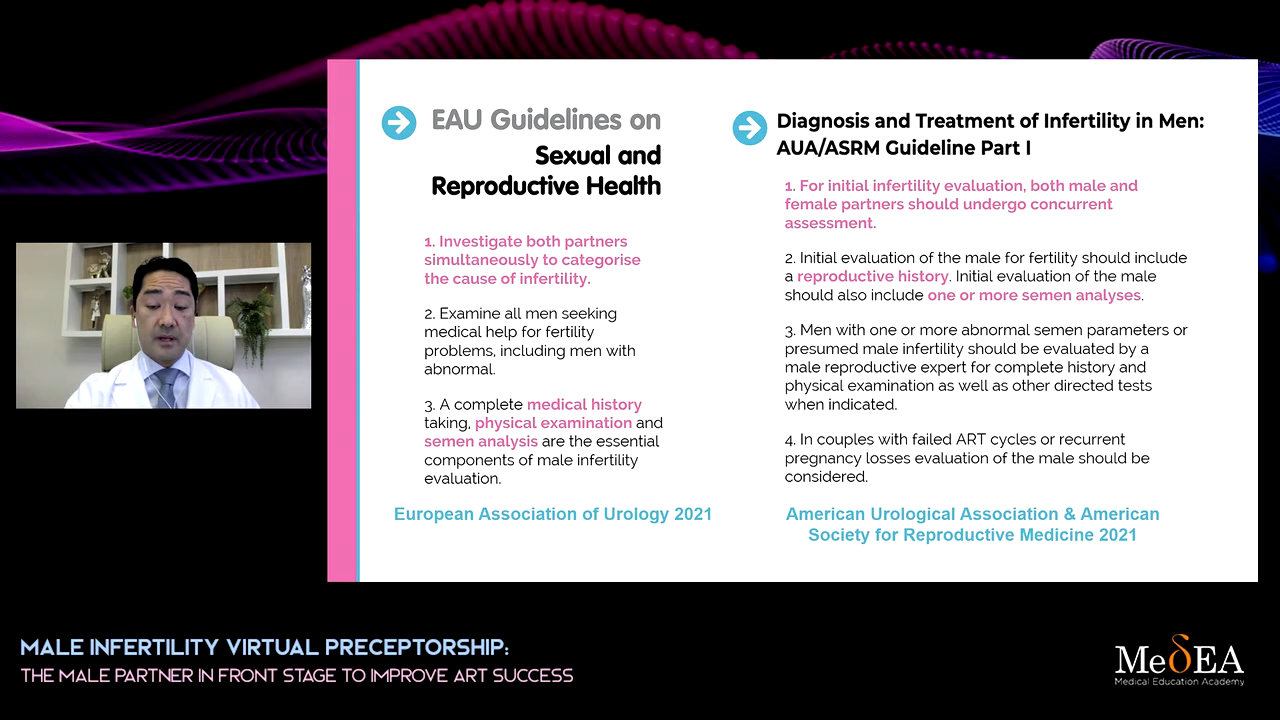 EAU Guidelines on
Sexual and
Reproductive Health
1. Investigate both partners
simultaneously to categorise
the cause of infertility.
2. Examine all men seeking
medical help for fertility
problems, including men with
abnormal.
3. A complete medical history
taking, physical examination and
semen analysis are the essential
components of male infertility
evaluation.
European Association of Urology 2021
Diagnosis and Treatment of Infertility in Men:
AUA/ASRM Guideline Part I
1. For initial infertility evaluation, both male and
female partners should undergo concurrent
assessment.
2. Initial evaluation of the male for fertility should include
a reproductive history. Initial evaluation of the male
should also include one or more semen analyses.
3. Men with one or more abnormal semen parameters or
presumed male infertility should be evaluated by a
male reproductive expert for complete history and
physical examination as well as other directed tests
when indicated.
4. In couples with failed ART cycles or recurrent
pregnancy losses evaluation of the male should be
considered.
American Urological Association & American
Society for Reproductive Medicine 2021
MALE INFERTILITY VIRTUAL PRECEPTORSHIP:
THE MALE PARTNER IN FRONT STAGE TO IMPROVE ART SUCCESS
MeδEA
Medical Education Academy